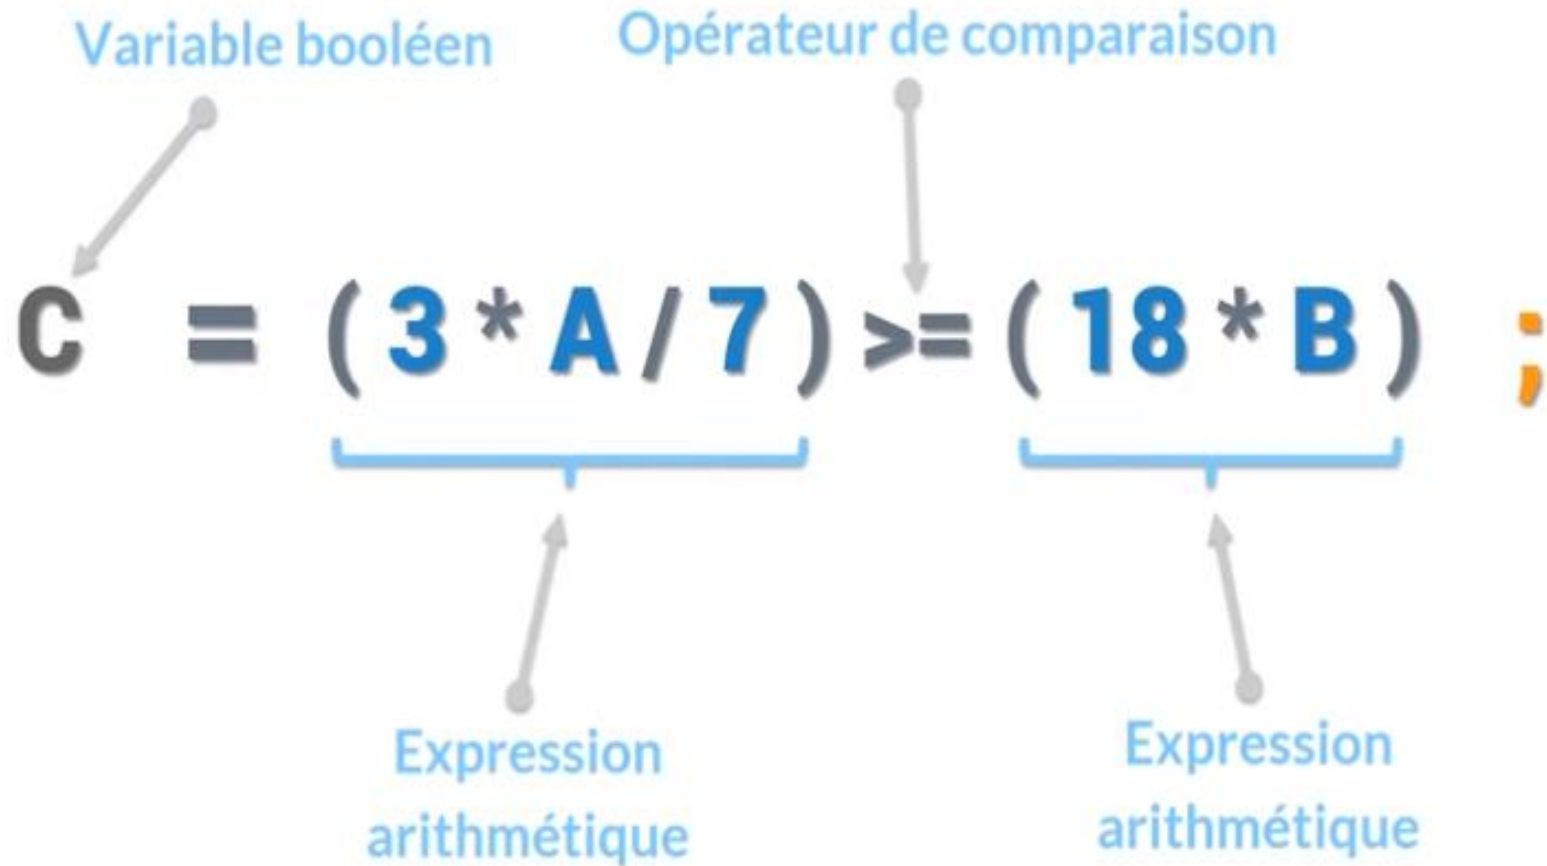 Variable booléen
Opérateur de comparaison
C = ( 3 * A / 7 ) >= ( 18 * B ) ;
Expression
arithmétique
Expression
arithmétique